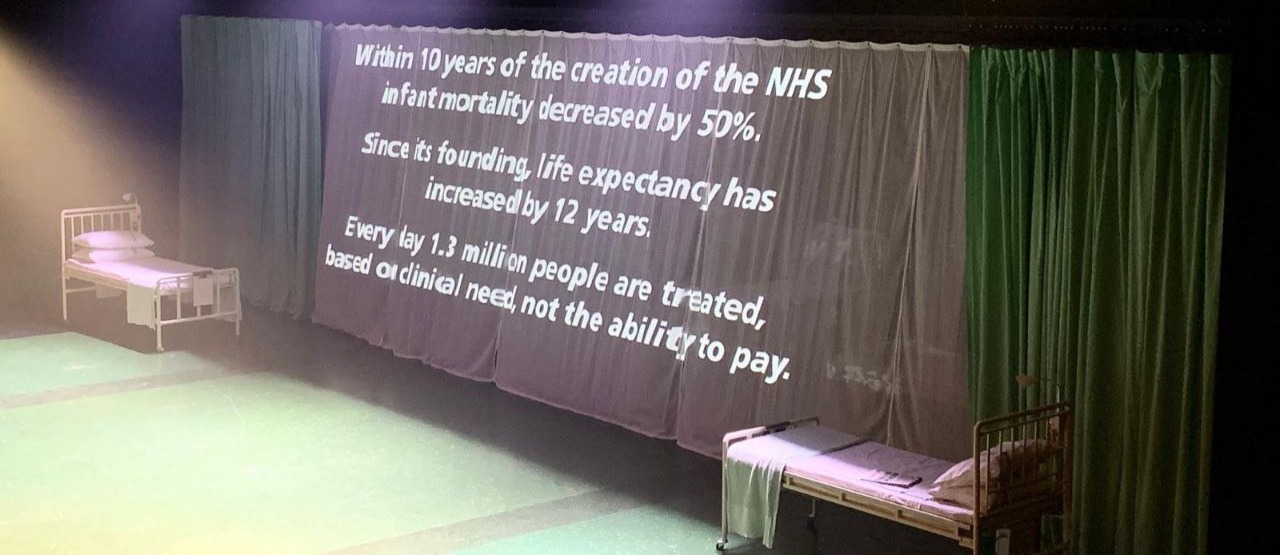 Within 10 years of the creation of the NHS
infant mortality decreased by 50%.
Since its founding, life expectancy has
increased by 12 years.
Every day 1.3 million people are treated,
based on clinical need, not the ability to pay.